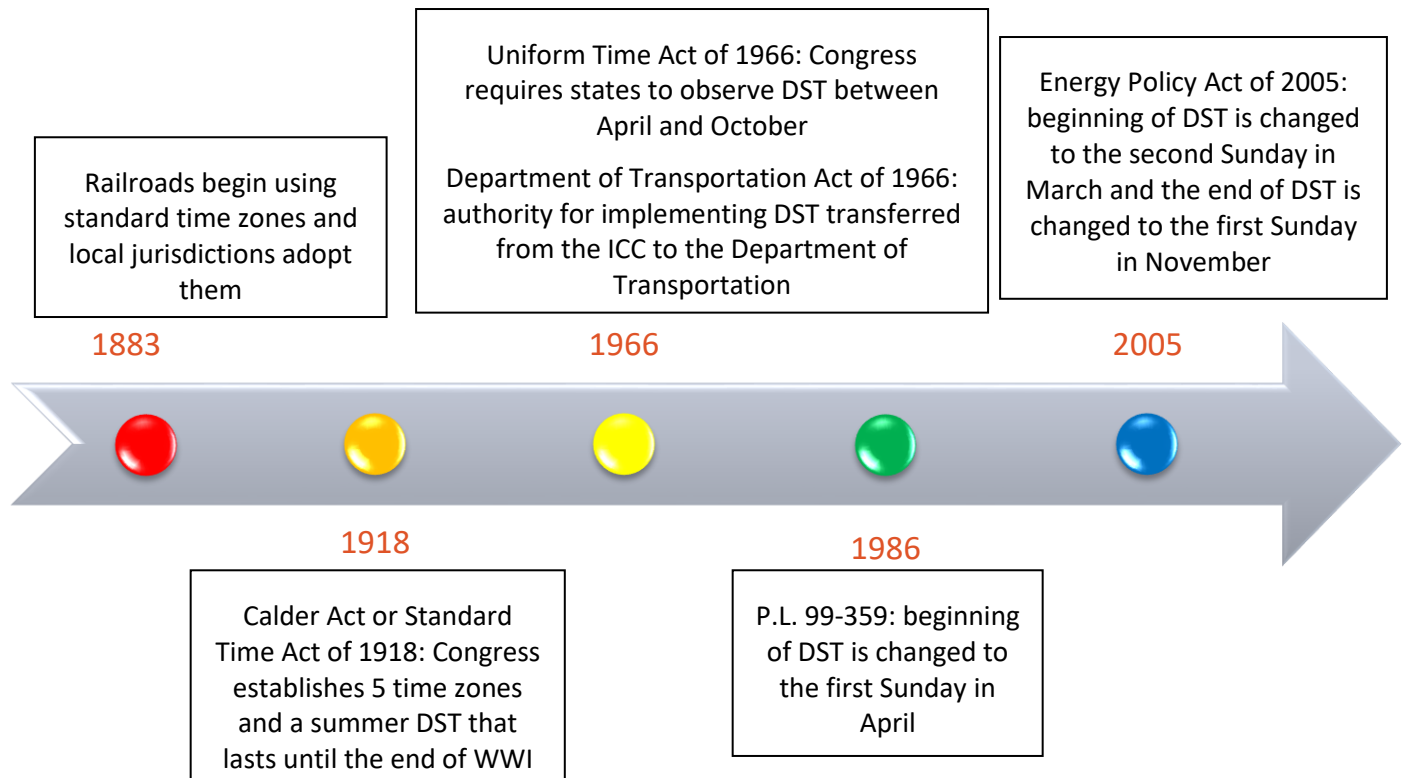 Railroads begin using
standard time zones and
local jurisdictions adopt
them
1883
Calder Act or Standard
Time Act of 1918: Congress
establishes 5 time zones
and a summer DST that
lasts until the end of WWI
1918
Uniform Time Act of 1966: Congress
requires states to observe DST between
April and October
Department of Transportation Act of 1966:
authority for implementing DST transferred
from the ICC to the Department of
Transportation
1966
1986
P.L. 99-359: beginning
of DST is changed to
the first Sunday in
April
Energy Policy Act of 2005:
beginning of DST is changed
to the second Sunday in
March and the end of DST is
changed to the first Sunday
in November
2005